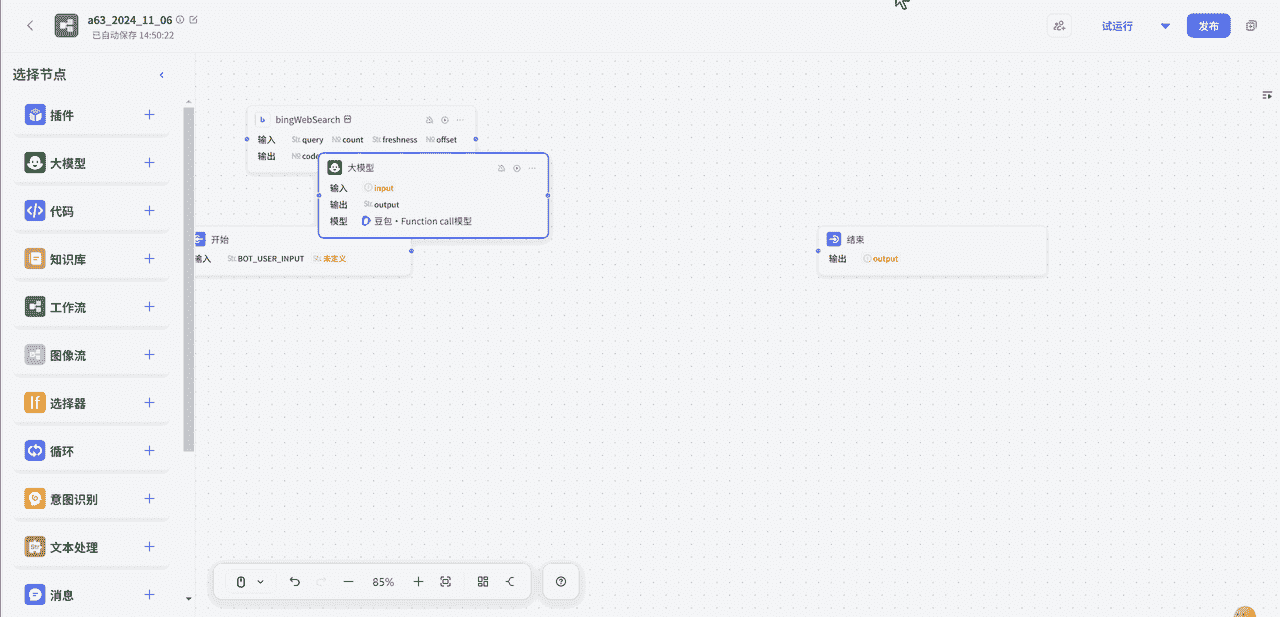 a63_2024_11_06
已自动保存 14:50:22
试运行
发布
选择节点
插件
大模型
代码
知识库
工作流
图像流
选择器
循环
意图识别
文本处理
消息
bingWebSearch
输入 Str. query No count Str. freshness No offset
输出 No code
大模型
输入 input
输出 Str. output
模型 豆包・Function call模型
开始
输入 Str. BOT_USER_INPUT Str. 未定义
结束
输出 output
85%